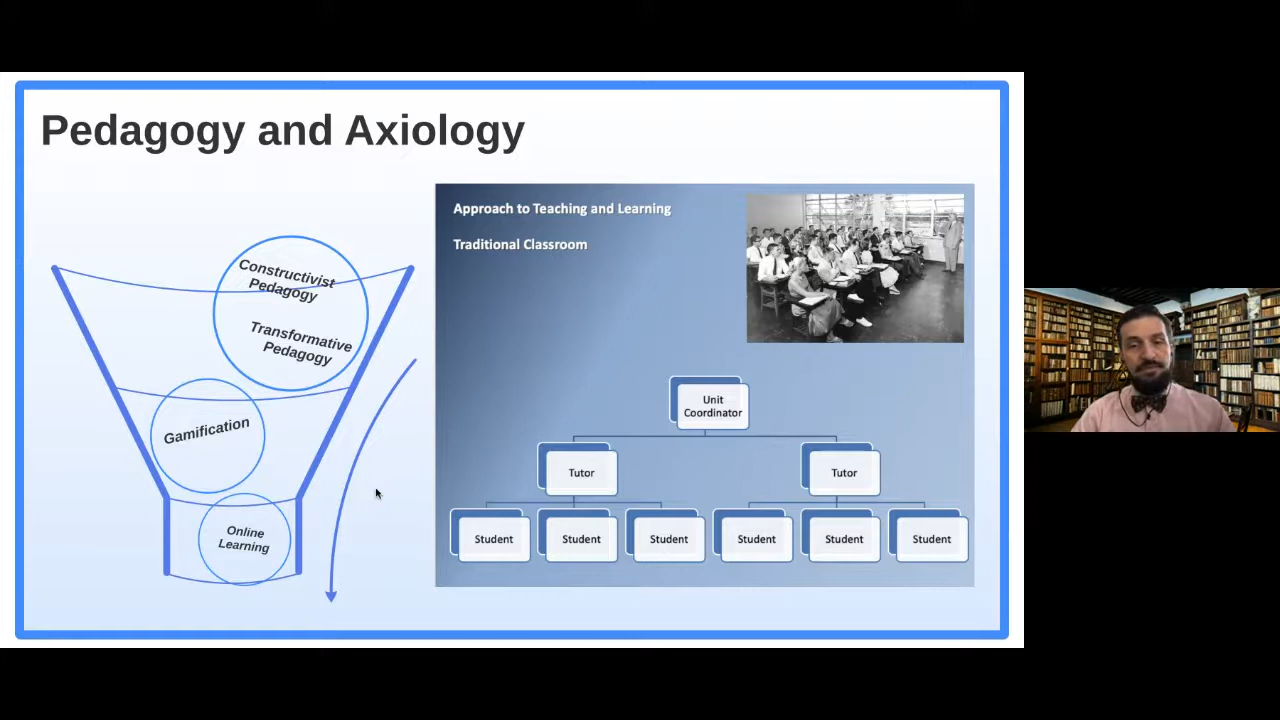 Pedagogy and Axiology
Constructivist
Pedagogy
Transformative
Pedagogy
Gamification
Online
Learning
Approach to Teaching and Learning
Traditional Classroom
Unit
Coordinator
Tutor
Tutor
Student
Student
Student
Student
Student
Student